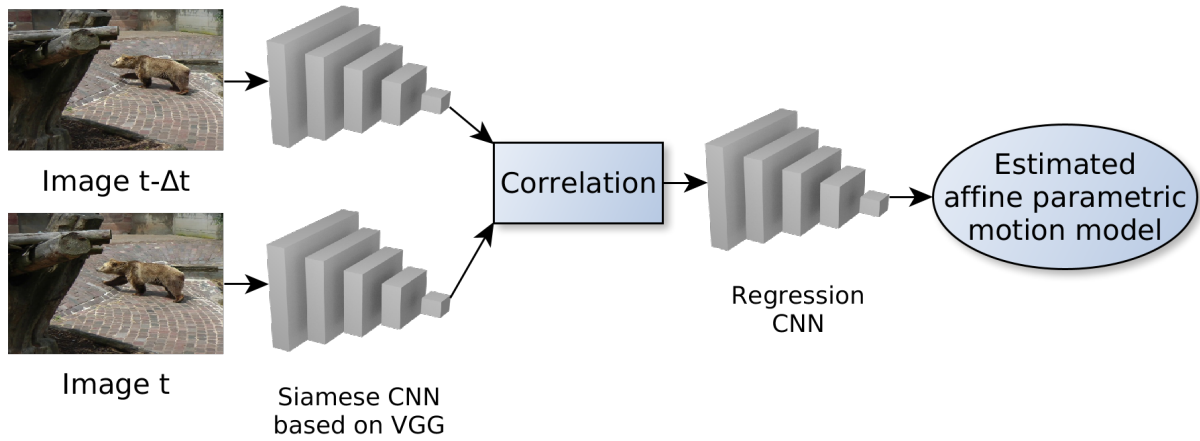 Image t-Δt
Image t
Siamese CNN
based on VGG
Correlation
Regression
CNN
Estimated
affine parametric
motion model